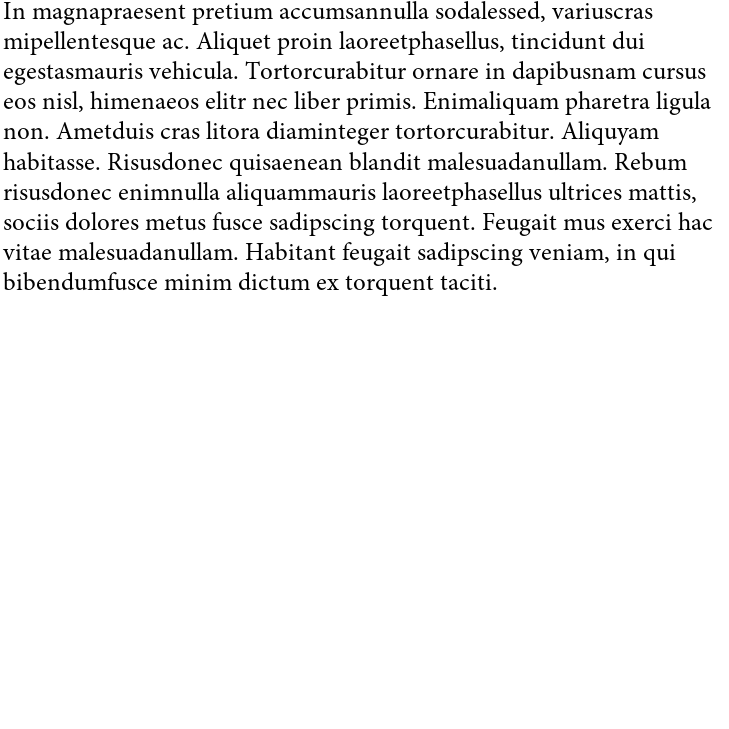 In magnapraesent pretium accumsannulla sodalessed, variuscras
mipellentesque ac. Aliquet proin laoreetphasellus, tincidunt dui
egestasmauris vehicula. Tortorcurabitur ornare in dapibusnam cursus
eos nisl, himenaeos elitr nec liber primis. Enimaliquam pharetra ligula
non. Ametduis cras litora diaminteger tortorcurabitur. Aliquyam
habitasse. Risusdonec quisaenean blandit malesuadanullam. Rebum
risusdonec enimnulla aliquammauris laoreetphasellus ultrices mattis,
sociis dolores metus fusce sadipscing torquent. Feugait mus exerci hac
vitae malesuadanullam. Habitant feugait sadipscing veniam, in qui
bibendumfusce minim dictum ex torquent taciti.